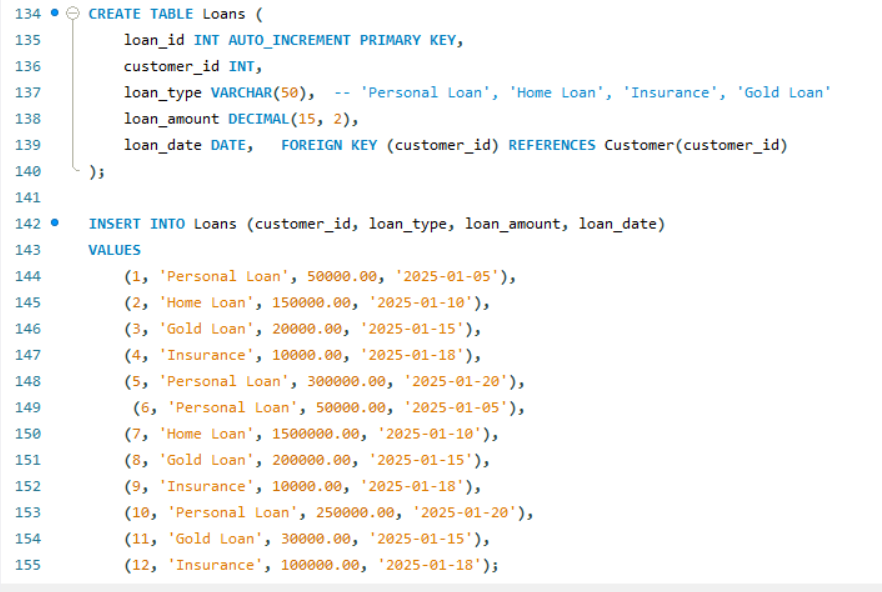 134 CREATE TABLE Loans (
135 loan_id INT AUTO_INCREMENT PRIMARY KEY,
136 customer_id INT,
137 loan_type VARCHAR(50), -- 'Personal Loan', 'Home Loan', 'Insurance', 'Gold Loan'
138 loan_amount DECIMAL(15, 2),
139 loan_date DATE, FOREIGN KEY (customer_id) REFERENCES Customer(customer_id)
140 );
141
142 INSERT INTO Loans (customer_id, loan_type, loan_amount, loan_date)
143 VALUES
144 (1, 'Personal Loan', 50000.00, '2025-01-05'),
145 (2, 'Home Loan', 150000.00, '2025-01-10'),
146 (3, 'Gold Loan', 20000.00, '2025-01-15'),
147 (4, 'Insurance', 10000.00, '2025-01-18'),
148 (5, 'Personal Loan', 300000.00, '2025-01-20'),
149 (6, 'Personal Loan', 50000.00, '2025-01-05'),
150 (7, 'Home Loan', 1500000.00, '2025-01-10'),
151 (8, 'Gold Loan', 200000.00, '2025-01-15'),
152 (9, 'Insurance', 10000.00, '2025-01-18'),
153 (10, 'Personal Loan', 250000.00, '2025-01-20'),
154 (11, 'Gold Loan', 30000.00, '2025-01-15'),
155 (12, 'Insurance', 100000.00, '2025-01-18');